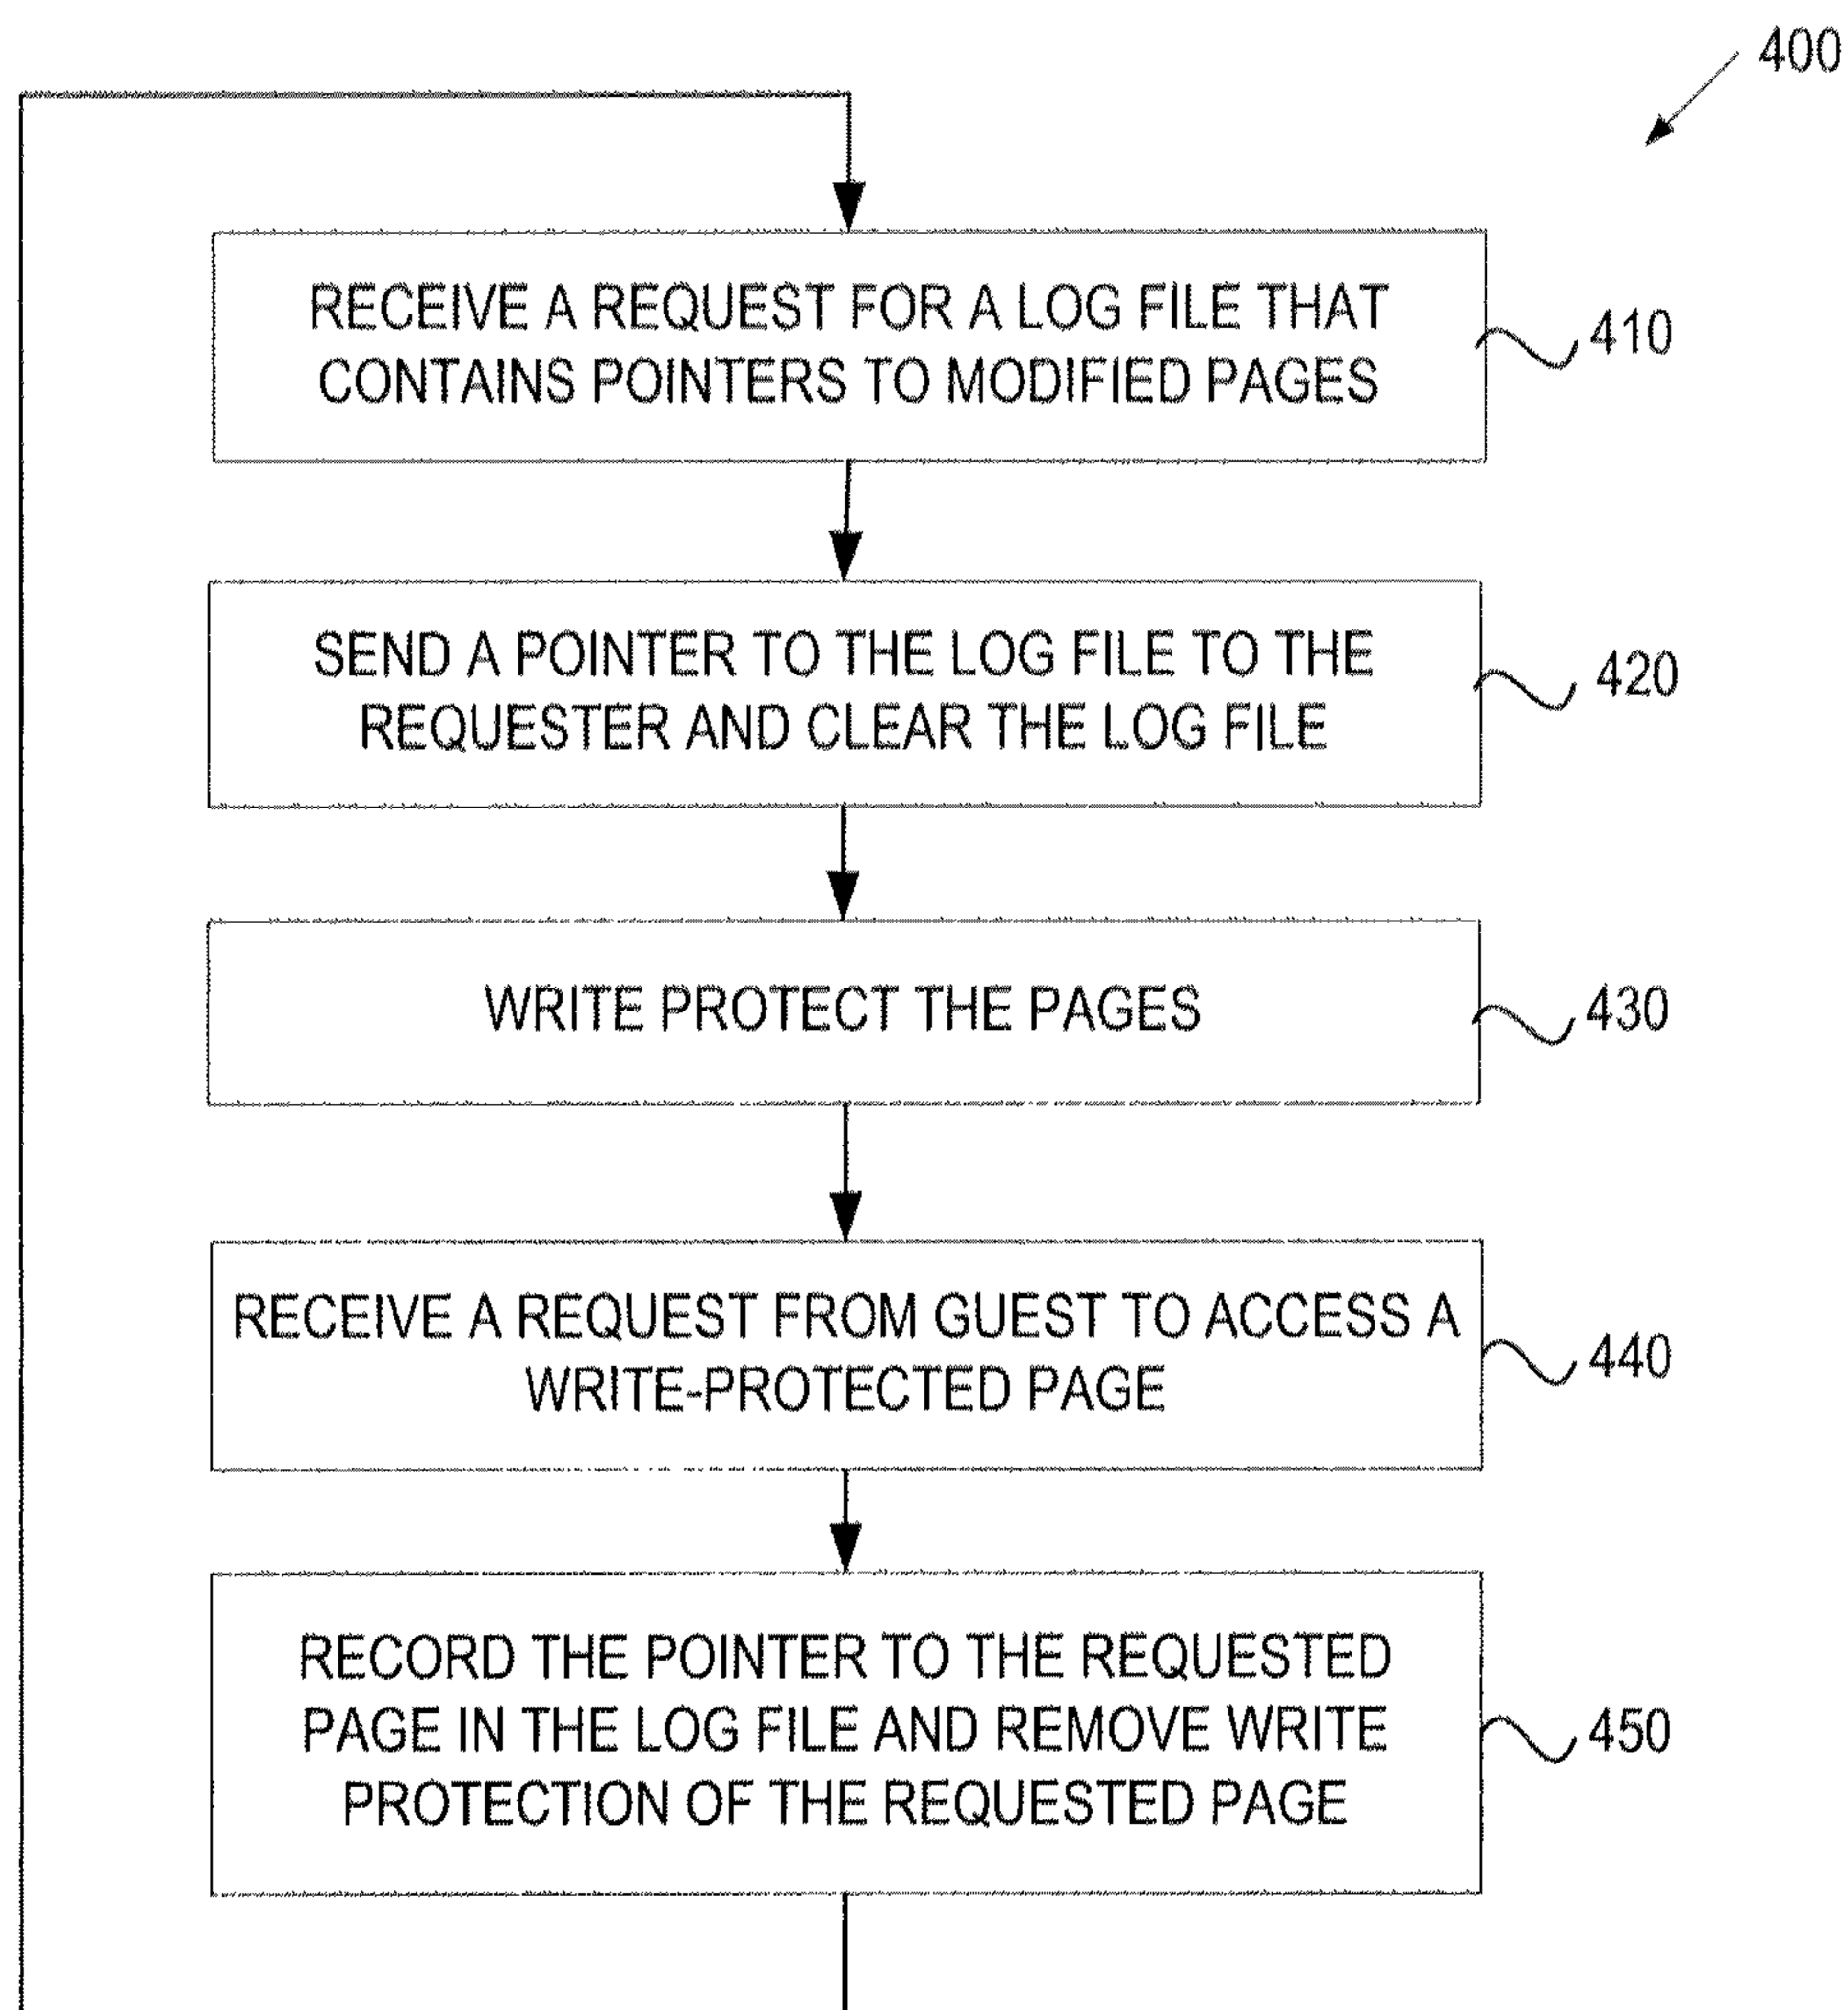 400
RECEIVE A REQUEST FOR A LOG FILE THAT
CONTAINS POINTERS TO MODIFIED PAGES
410
SEND A POINTER TO THE LOG FILE TO THE
REQUESTER AND CLEAR THE LOG FILE
420
WRITE PROTECT THE PAGES
430
RECEIVE A REQUEST FROM GUEST TO ACCESS A
WRITE-PROTECTED PAGE
440
RECORD THE POINTER TO THE REQUESTED
PAGE IN THE LOG FILE AND REMOVE WRITE
PROTECTION OF THE REQUESTED PAGE
450